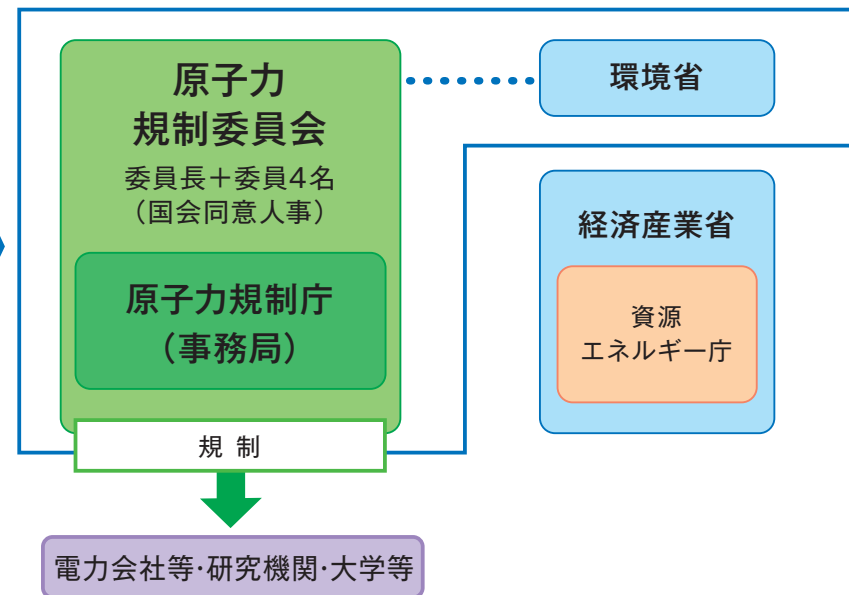 原子力
規制委員会
委員長＋委員4名
（国会同意人事）
原子力規制庁
（事務局）
規 制
電力会社等･研究機関･大学等
環境省
経済産業省
資源
エネルギー庁